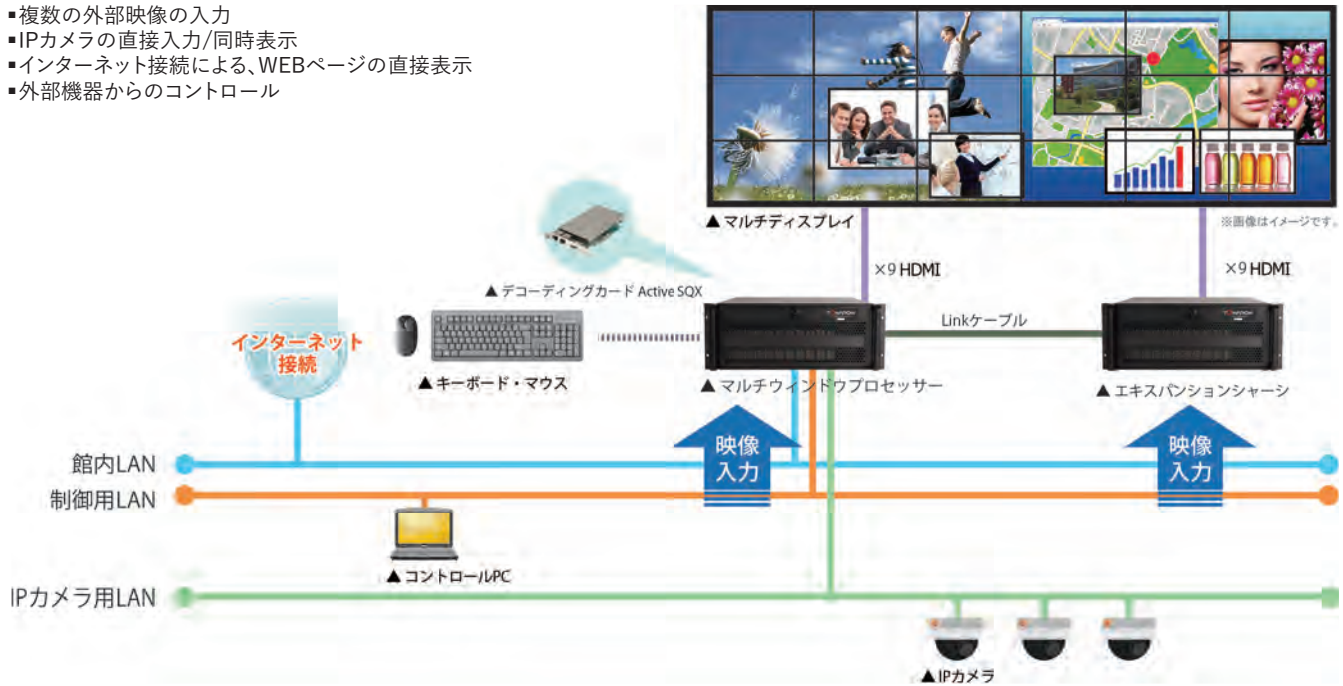 ▪複数の外部映像の入力
▪IPカメラの直接入力/同時表示
▪インターネット接続による、WEBページの直接表示
▪外部機器からのコントロール
▲マルチディスプレイ
※画像はイメージです。
×9 HDMI
×9 HDMI
▲デコーディングカード Active SQX
Linkケーブル
インターネット
接続
▲キーボード・マウス
▲マルチウィンドウプロセッサー
▲エキスパンションシャーシ
映像
入力
映像
入力
館内LAN
制御用LAN
▲コントロールPC
IPカメラ用LAN
▲IPカメラ